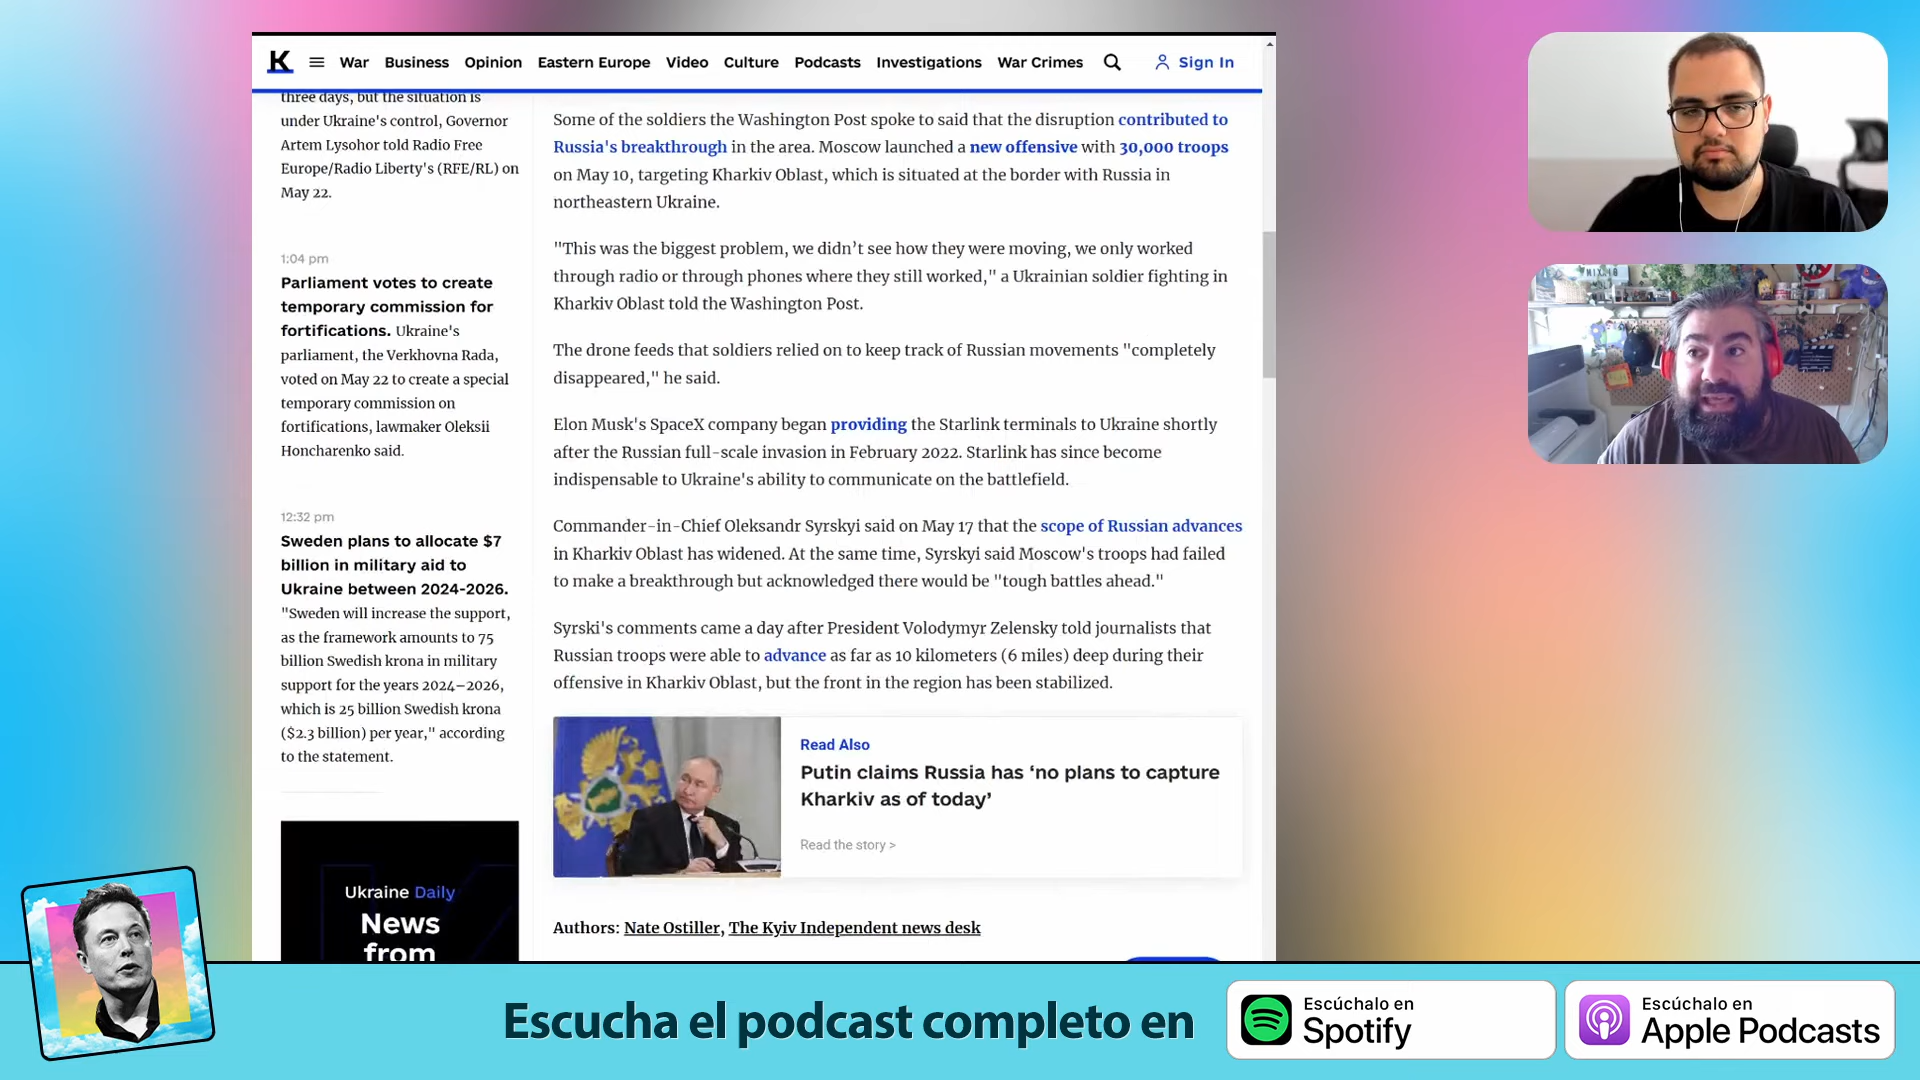 K
War Business Opinion Eastern Europe Video Culture Podcasts Investigations War Crimes Sign In
three days, but the situation is
under Ukraine's control, Governor
Artem Lysohor told Radio Free
Europe/Radio Liberty's (RFE/RL) on
May 22.
1:04 pm
Parliament votes to create
temporary commission for
fortifications. Ukraine's
parliament, the Verkhovna Rada,
voted on May 22 to create a special
temporary commission on
fortifications, lawmaker Oleksii
Honcharenko said.
12:32 pm
Sweden plans to allocate $7
billion in military aid to
Ukraine between 2024-2026.
"Sweden will increase the support,
as the framework amounts to 75
billion Swedish krona in military
support for the years 2024–2026,
which is 25 billion Swedish krona
($2.3 billion) per year," according
to the statement.
Ukraine Daily
News
from
Some of the soldiers the Washington Post spoke to said that the disruption contributed to
Russia's breakthrough in the area. Moscow launched a new offensive with 30,000 troops
on May 10, targeting Kharkiv Oblast, which is situated at the border with Russia in
northeastern Ukraine.
"This was the biggest problem, we didn’t see how they were moving, we only worked
through radio or through phones where they still worked," a Ukrainian soldier fighting in
Kharkiv Oblast told the Washington Post.
The drone feeds that soldiers relied on to keep track of Russian movements "completely
disappeared," he said.
Elon Musk's SpaceX company began providing the Starlink terminals to Ukraine shortly
after the Russian full-scale invasion in February 2022. Starlink has since become
indispensable to Ukraine's ability to communicate on the battlefield.
Commander-in-Chief Oleksandr Syrskyi said on May 17 that the scope of Russian advances
in Kharkiv Oblast has widened. At the same time, Syrskyi said Moscow's troops had failed
to make a breakthrough but acknowledged there would be "tough battles ahead."
Syrski's comments came a day after President Volodymyr Zelensky told journalists that
Russian troops were able to advance as far as 10 kilometers (6 miles) deep during their
offensive in Kharkiv Oblast, but the front in the region has been stabilized.
Read Also
Putin claims Russia has ‘no plans to capture
Kharkiv as of today’
Read the story >
Authors: Nate Ostiller, The Kyiv Independent news desk
Escucha el podcast completo en
Escúchalo en
Spotify
Escúchalo en
Apple Podcasts